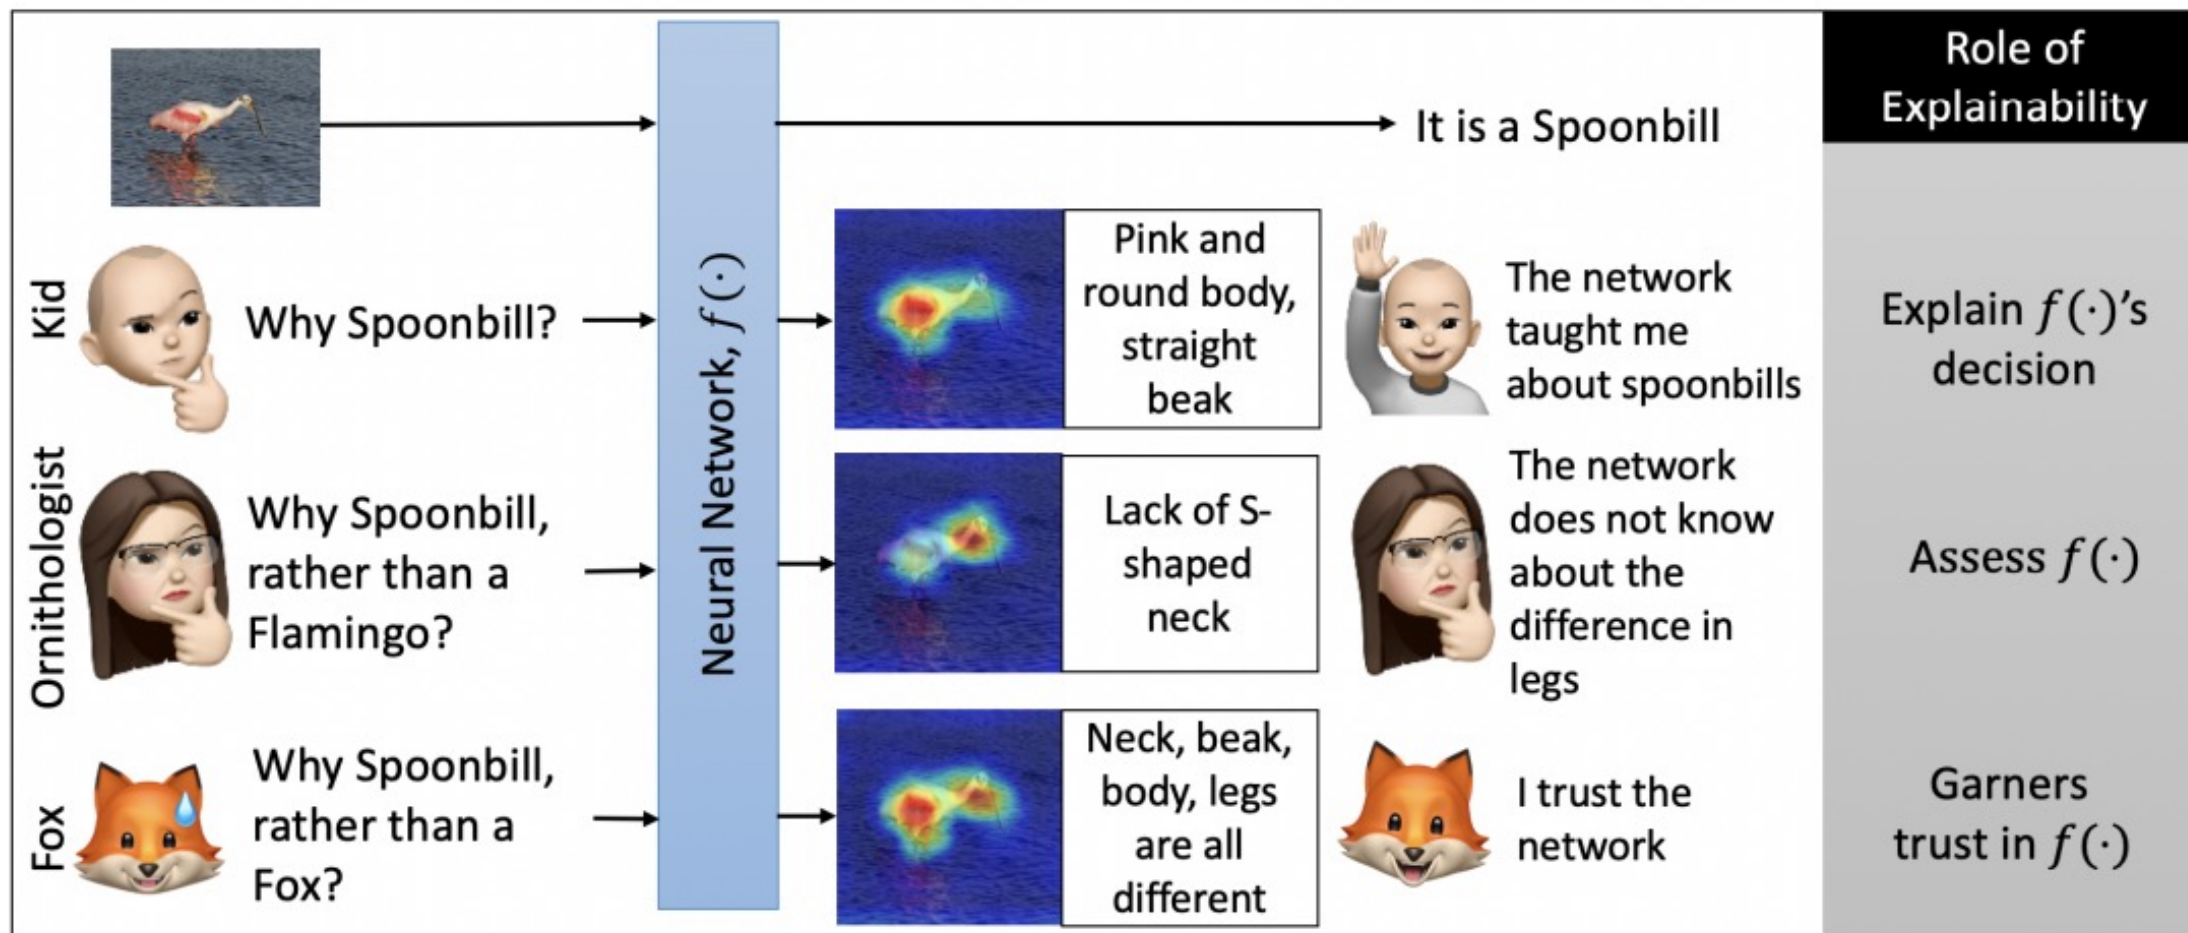 Role of
Explainability
It is a Spoonbill
Kid
Why Spoonbill?
Neural Network, f(·)
Pink and
round body,
straight
beak
The network
taught me
about spoonbills
Explain f(·)'s
decision
Ornithologist
Why Spoonbill,
rather than a
Flamingo?
Lack of S-
shaped
neck
The network
does not know
about the
difference in
legs
Assess f(·)
Fox
Why Spoonbill,
rather than a
Fox?
Neck, beak,
body, legs
are all
different
I trust the
network
Garners
trust in f(·)